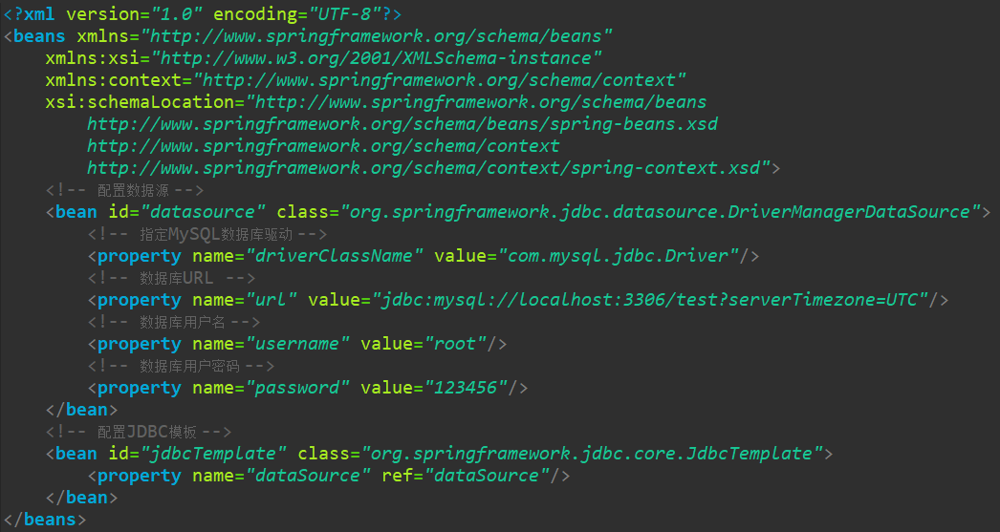 <?xml version="1.0" encoding="UTF-8"?>
<beans xmlns="http://www.springframework.org/schema/beans"
    xmlns:xsi="http://www.w3.org/2001/XMLSchema-instance"
    xmlns:context="http://www.springframework.org/schema/context"
    xsi:schemaLocation="http://www.springframework.org/schema/beans
        http://www.springframework.org/schema/beans/spring-beans.xsd
        http://www.springframework.org/schema/context
        http://www.springframework.org/schema/context/spring-context.xsd">
    <!-- 配置数据源 -->
    <bean id="datasource" class="org.springframework.jdbc.datasource.DriverManagerDataSource">
        <!-- 指定MySQL数据库驱动 -->
        <property name="driverClassName" value="com.mysql.jdbc.Driver"/>
        <!-- 数据库URL -->
        <property name="url" value="jdbc:mysql://localhost:3306/test?serverTimezone=UTC"/>
        <!-- 数据库用户名 -->
        <property name="username" value="root"/>
        <!-- 数据库用户密码 -->
        <property name="password" value="123456"/>
    </bean>
    <!-- 配置JDBC模板 -->
    <bean id="jdbcTemplate" class="org.springframework.jdbc.core.JdbcTemplate">
        <property name="dataSource" ref="dataSource"/>
    </bean>
</beans>